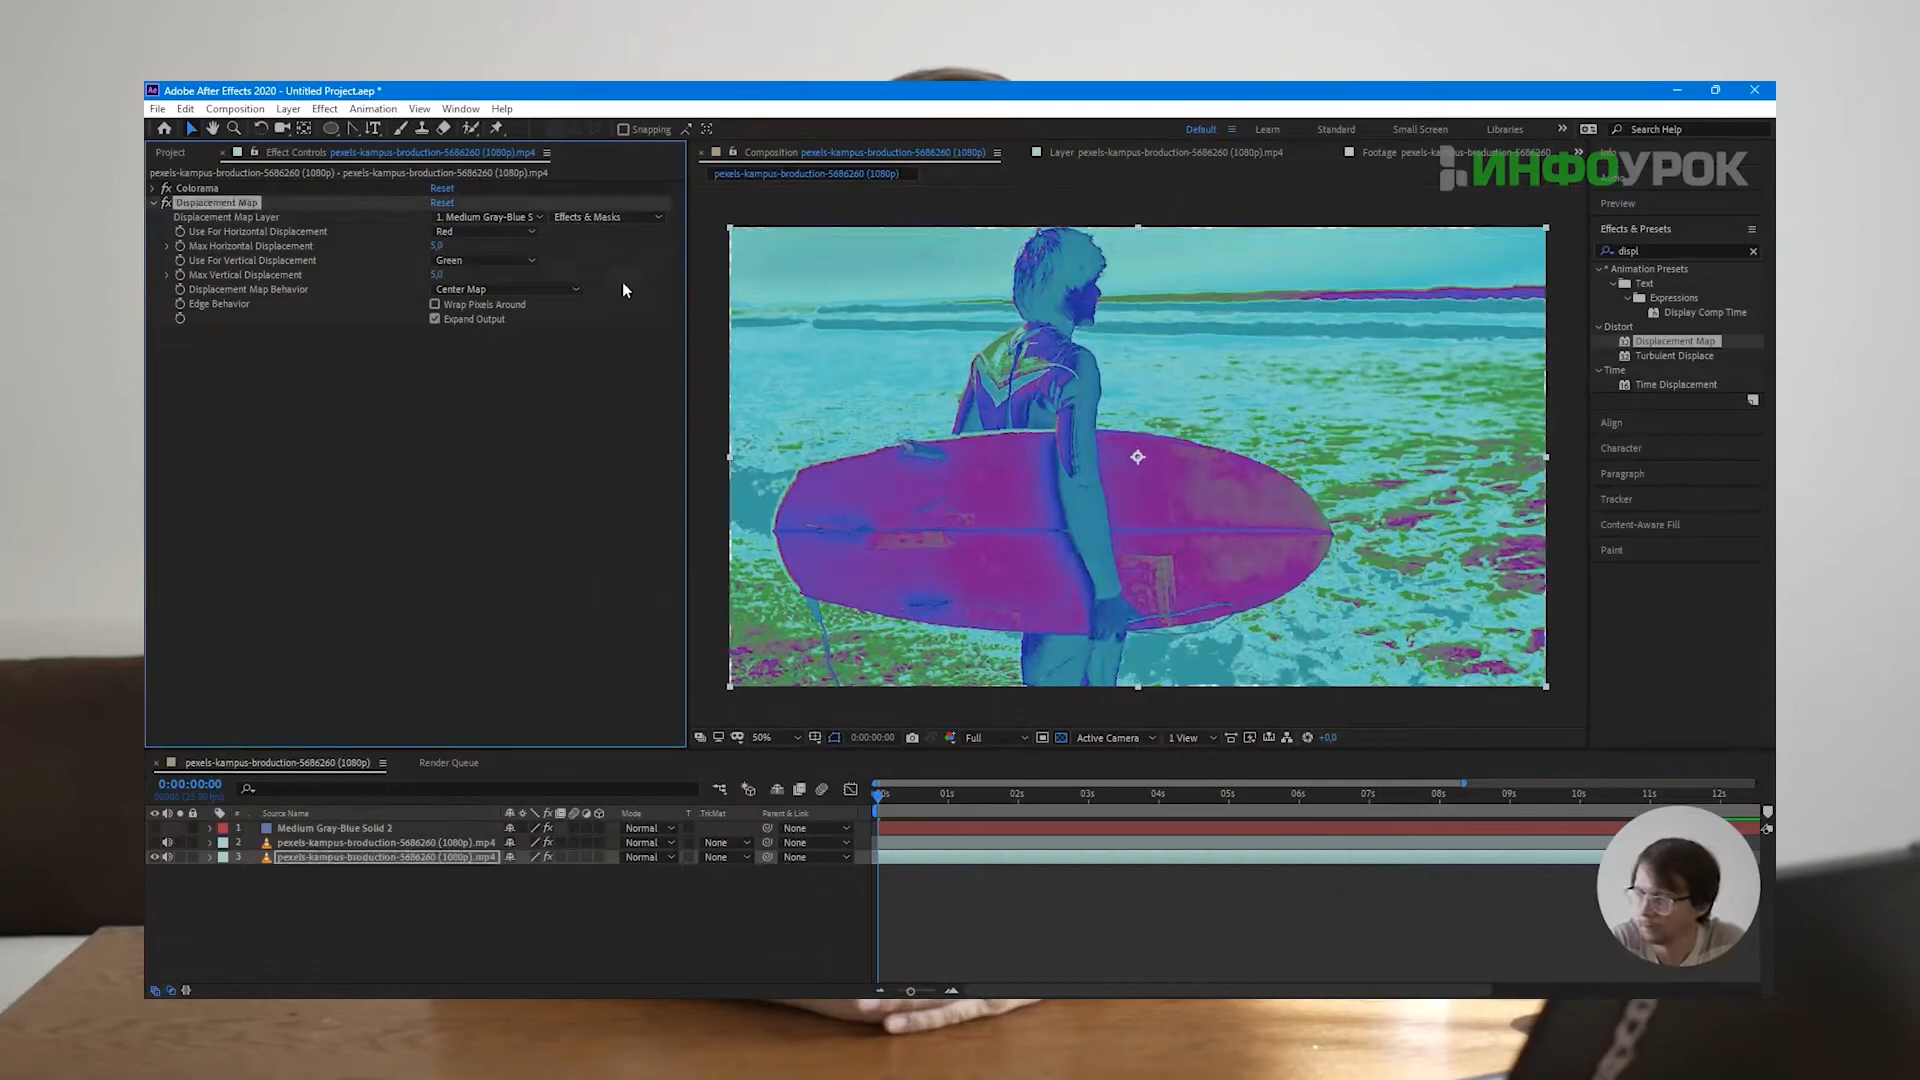 Adobe After Effects 2020 - Untitled Project.aep *
File Edit Composition Layer Effect Animation View Window Help
Snapping
Default Learn Standard Small Screen Libraries Search Help
Project Effect Controls pexels-kampus-broduction-5686260 (1080p).mp4
Composition pexels-kampus-broduction-5686260 (1080p)
Layer pexels-kampus-broduction-5686260 (1080p).mp4
Footage pexels-kampus-broduction-5686260
Info
ИНФОУРОК
pexels-kampus-broduction-5686260 (1080p) • pexels-kampus-broduction-5686260 (1080p).mp4
pexels-kampus-broduction-5686260 (1080p)
fx Colorama Reset
fx Displacement Map Reset
Displacement Map Layer 1. Medium Gray-Blue S Effects & Masks
Use For Horizontal Displacement Red
Max Horizontal Displacement 5,0
Use For Vertical Displacement Green
Max Vertical Displacement 5,0
Displacement Map Behavior Center Map
Edge Behavior Wrap Pixels Around
Expand Output
Audio
Preview
Effects & Presets
displ
* Animation Presets
Text
Expressions
Display Comp Time
Distort
Displacement Map
Turbulent Displace
Time
Time Displacement
Align
Character
Paragraph
Tracker
Content-Aware Fill
Paint
50% 0:00:00:00 Full Active Camera 1 View +0,0
pexels-kampus-broduction-5686260 (1080p) Render Queue
0:00:00:00
00000 (25.00 fps)
00s 01s 02s 03s 04s 05s 06s 07s 08s 09s 10s 11s 12s
# Source Name fx Mode T .TrkMat Parent & Link
1 Medium Gray-Blue Solid 2 fx Normal None
2 pexels-kampus-broduction-5686260 (1080p).mp4 fx Normal None None
3 pexels-kampus-broduction-5686260 (1080p).mp4 fx Normal None None